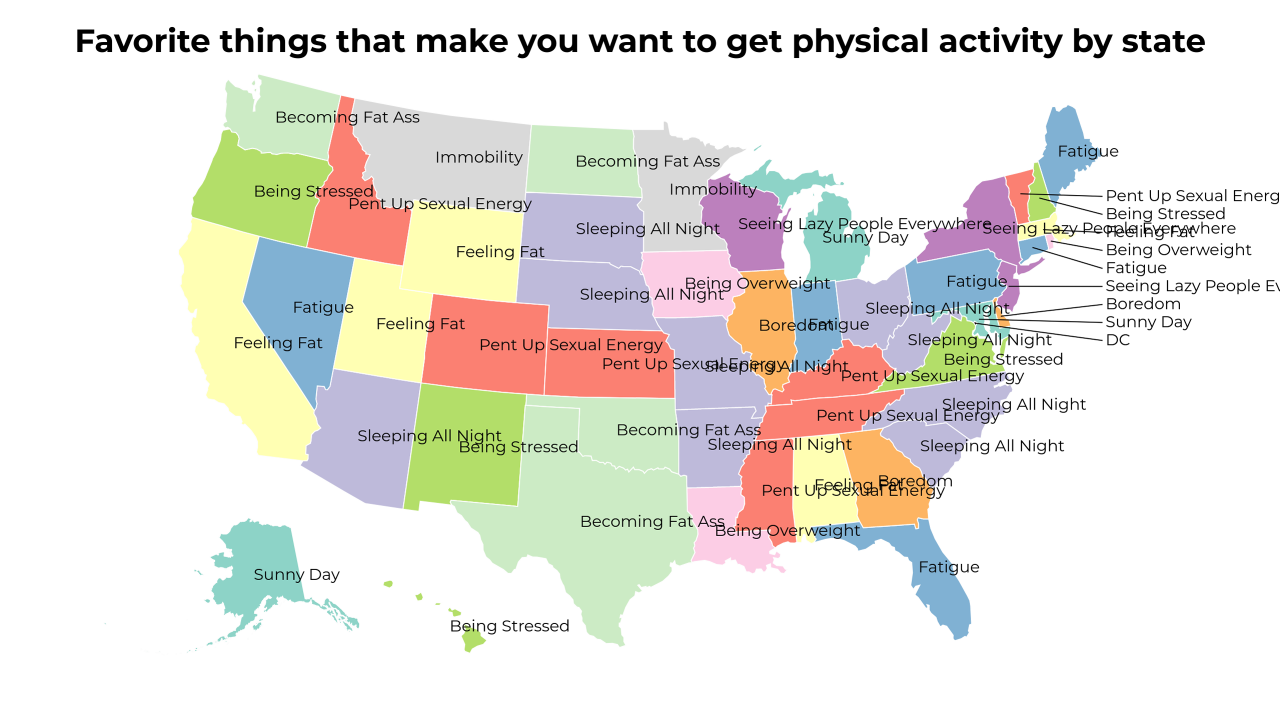 Favorite things that make you want to get physical activity by state
Becoming Fat Ass
Immobility
Becoming Fat Ass
Immobility
Fatigue
Being Stressed
Pent Up Sexual Energy
Pent Up Sexual Energ
Being Stressed
Sleeping All Night
Seeing Lazy People Everywhere
Sunny Day
Seeing Lazy People Everywhere
Feeling Fat
Feeling Fat
Being Overweight
Fatigue
Seeing Lazy People Ev
Boredom
Sunny Day
DC
Sleeping All Night
Being Overweight
Fatigue
Fatigue
Feeling Fat
Feeling Fat
Boredom
Fatigue
Sleeping All Night
Sleeping All Night
Being Stressed
Pent Up Sexual Energy
Pent Up Sexual Energy
Sleeping All Night
Pent Up Sexual Energy
Sleeping All Night
Pent Up Sexual Energy
Sleeping All Night
Being Stressed
Becoming Fat Ass
Sleeping All Night
Sleeping All Night
Feeling Fat
Boredom
Pent Up Sexual Energy
Becoming Fat Ass
Being Overweight
Fatigue
Sunny Day
Being Stressed